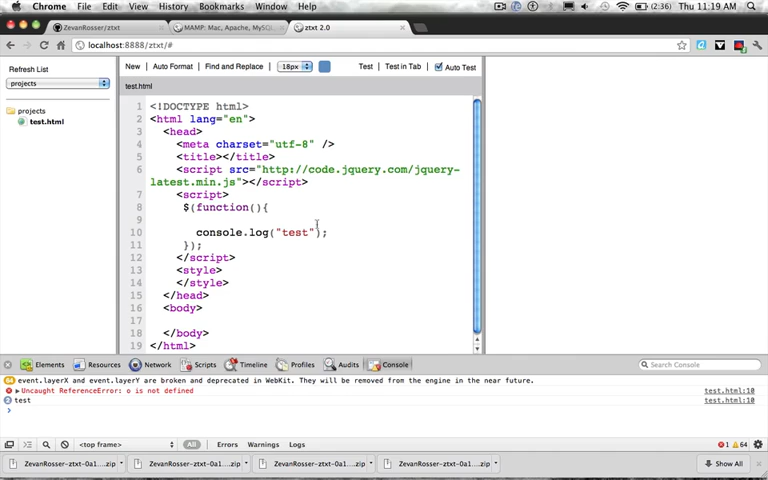 Chrome File Edit View History Bookmarks Window Help (2:36) Thu 11:19 AM
ZevanRosser/ztxt MAMP: Mac, Apache, MySQL ztxt 2.0
localhost:8888/ztxt/#
Refresh List New Auto Format Find and Replace 18px Test Test in Tab Auto Test
projects
test.html
projects
test.html
1 <!DOCTYPE html>
2 <html lang="en">
3 <head>
4 <meta charset="utf-8" />
5 <title></title>
6 <script src="http://code.jquery.com/jquery-
latest.min.js"></script>
7 <script>
8 $(function(){
9
10 console.log("test");
11 });
12 </script>
13 <style>
14 </style>
15 </head>
16 <body>
17
18 </body>
19 </html>
Elements Resources Network Scripts Timeline Profiles Audits Console Search Console
64 event.layerX and event.layerY are broken and deprecated in WebKit. They will be removed from the engine in the near future.
Uncaught ReferenceError: o is not defined test.html:10
2 test test.html:10
<top frame> All Errors Warnings Logs 1 64
ZevanRosser-ztxt-0a1....zip ZevanRosser-ztxt-0a1....zip ZevanRosser-ztxt-0a1....zip ZevanRosser-ztxt-0a1....zip Show All